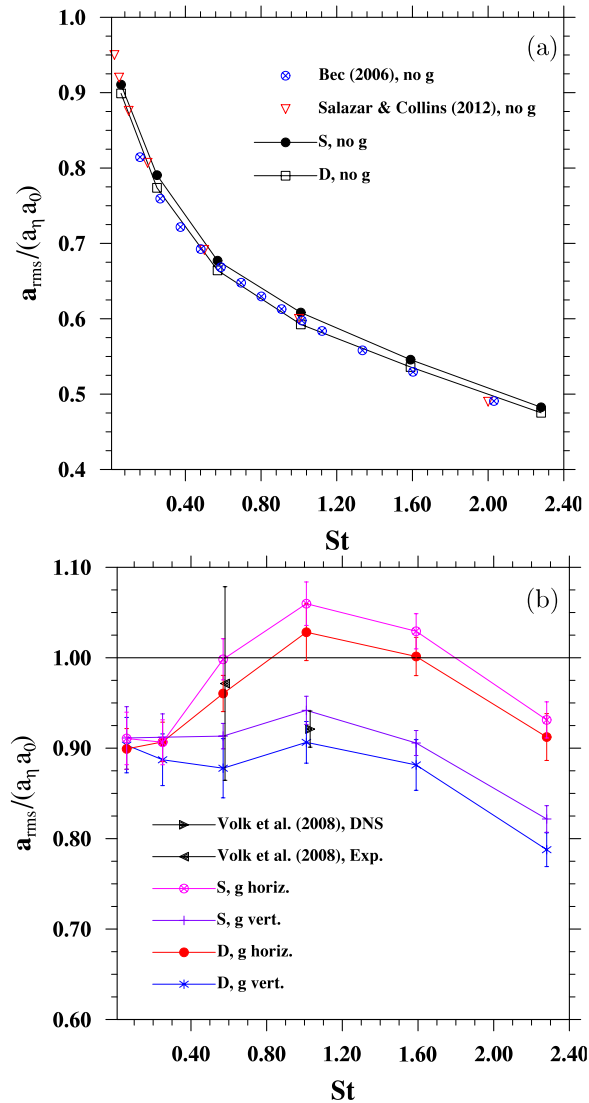 1.0
(a)
Bec (2006), no g
0.9
Salazar & Collins (2012), no g
S, no g
0.8
D, no g
a_rms/(a_η a_0)
0.7
0.6
0.5
0.4
0.40 0.80 1.20 1.60 2.00 2.40
St
1.10
(b)
1.00
0.90
a_rms/(a_η a_0)
Volk et al. (2008), DNS
0.80
Volk et al. (2008), Exp.
S, g horiz.
S, g vert.
0.70
D, g horiz.
D, g vert.
0.60
0.40 0.80 1.20 1.60 2.00 2.40
St